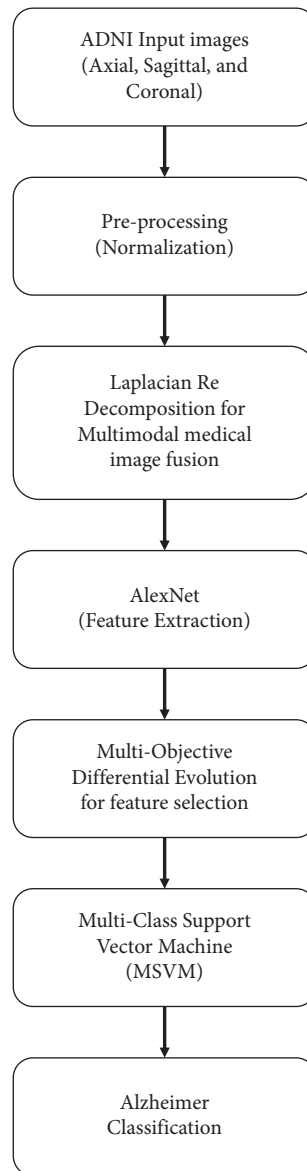 ADNI Input images
(Axial, Sagittal, and
Coronal)
Pre-processing
(Normalization)
Laplacian Re
Decomposition for
Multimodal medical
image fusion
AlexNet
(Feature Extraction)
Multi-Objective
Differential Evolution
for feature selection
Multi-Class Support
Vector Machine
(MSVM)
Alzheimer
Classification